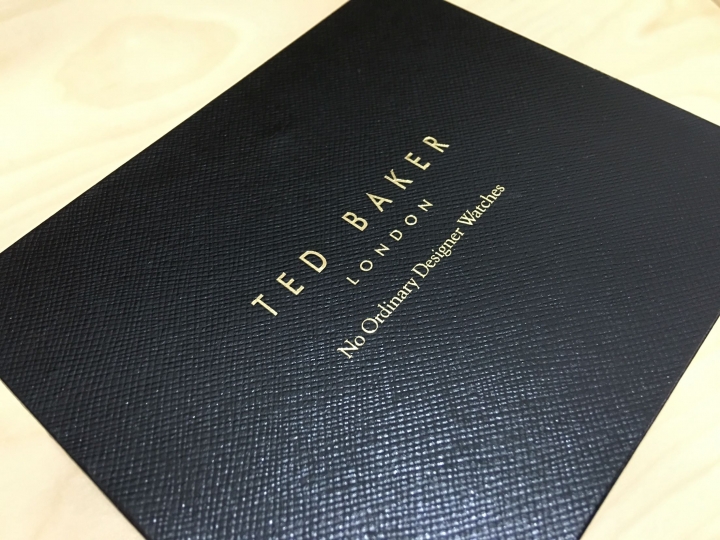 TED BAKER
LONDON
No Ordinary Designer Watches